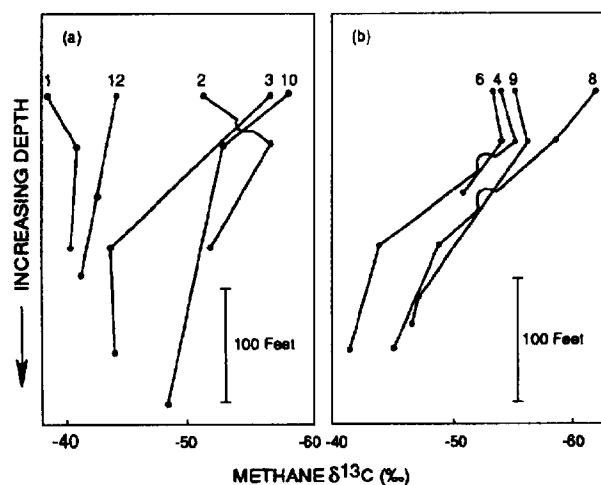 (a)
(b)
1 12 2 3 10
6 4 9 8
INCREASING DEPTH
100 Feet
100 Feet
-40 -50 -60 -40 -50 -60
METHANE δ13C (‰)